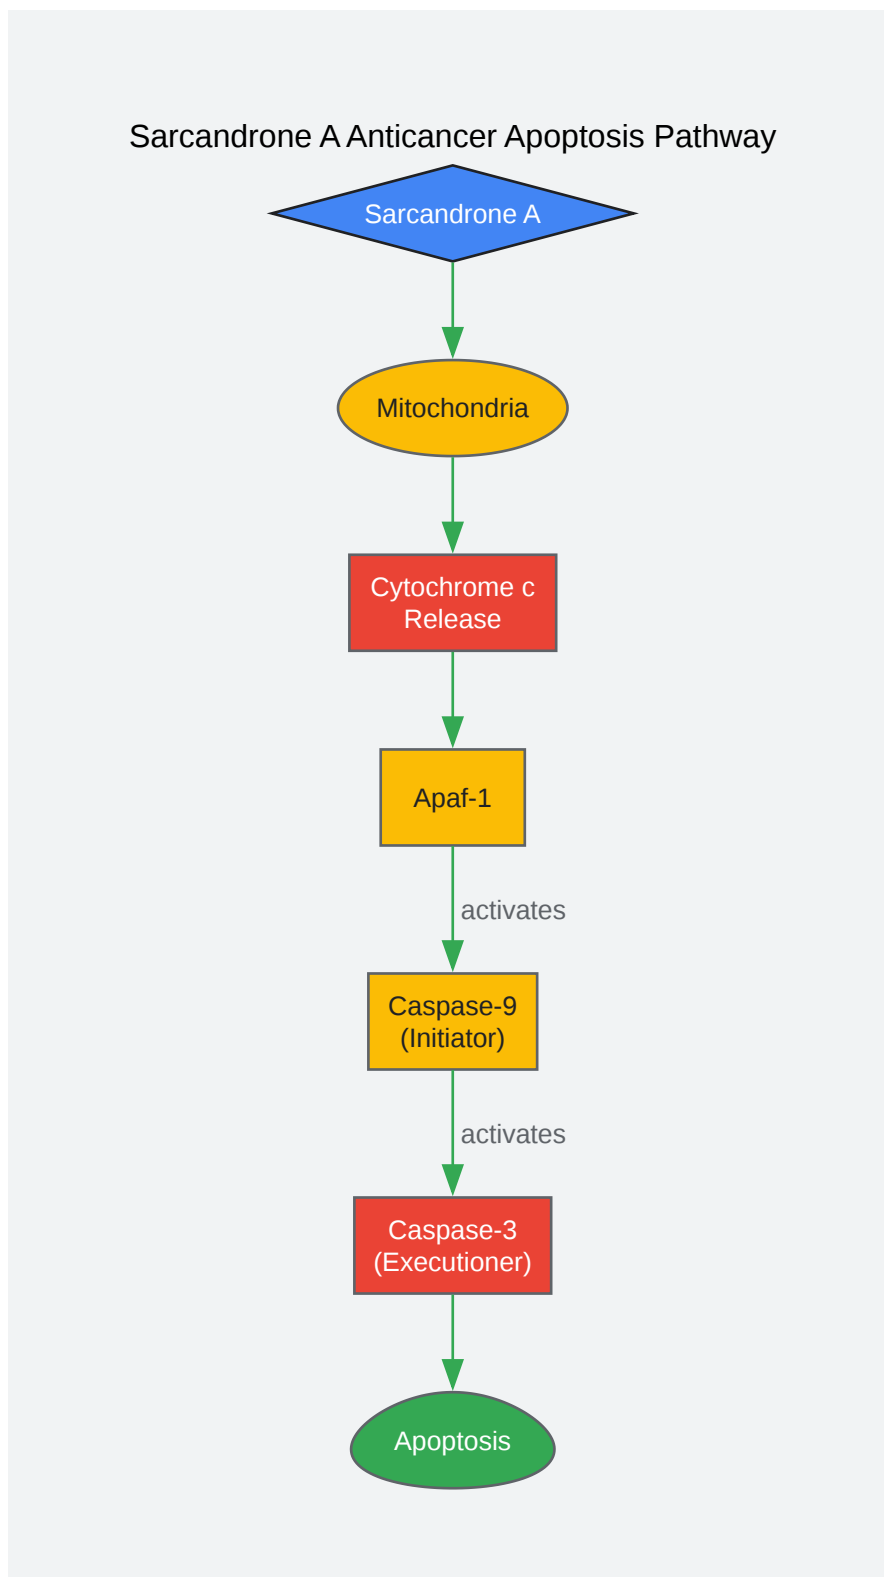 Sarcandrone A Anticancer Apoptosis Pathway
Sarcandrone A
Mitochondria
Cytochrome c
Release
Apaf-1
activates
Caspase-9
(Initiator)
activates
Caspase-3
(Executioner)
Apoptosis